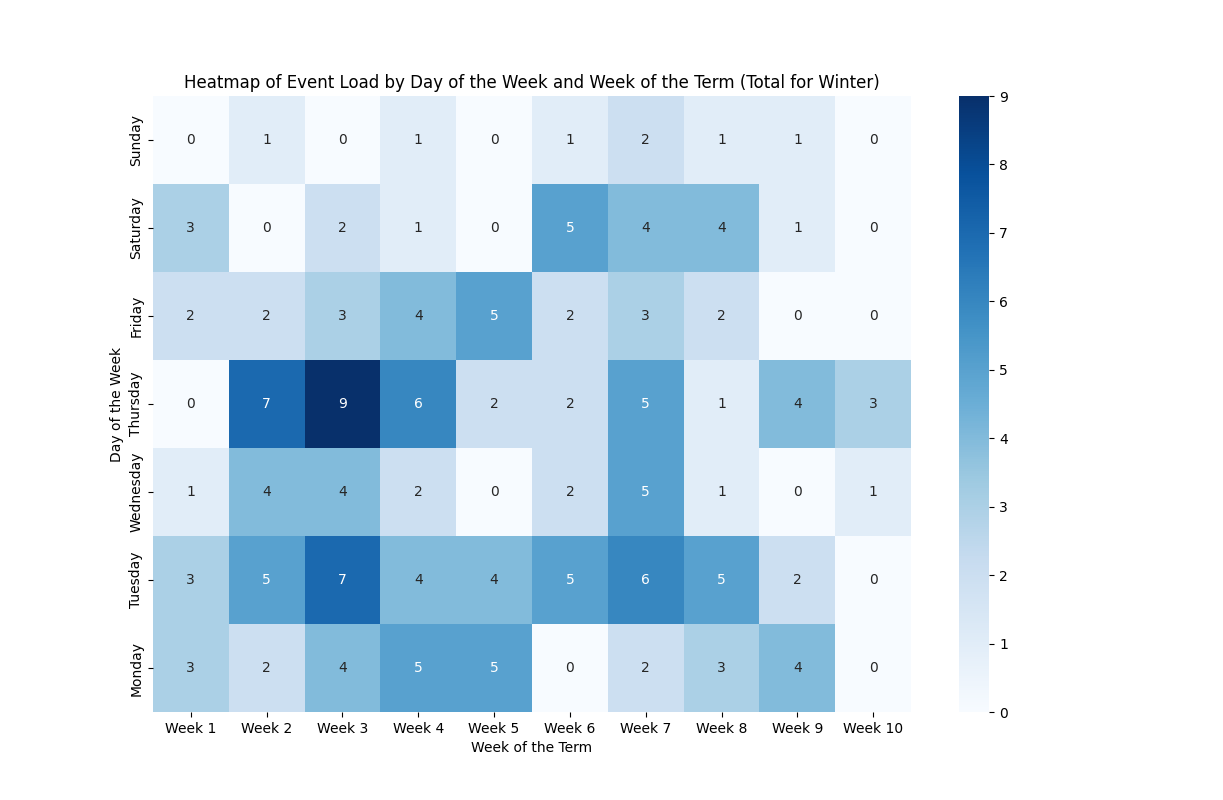 Heatmap of Event Load by Day of the Week and Week of the Term (Total for Winter)
Day of the Week
Sunday 0 1 0 1 0 1 2 1 1 0
Saturday 3 0 2 1 0 5 4 4 1 0
Friday 2 2 3 4 5 2 3 2 0 0
Thursday 0 7 9 6 2 2 5 1 4 3
Wednesday 1 4 4 2 0 2 5 1 0 1
Tuesday 3 5 7 4 4 5 6 5 2 0
Monday 3 2 4 5 5 0 2 3 4 0
Week 1 Week 2 Week 3 Week 4 Week 5 Week 6 Week 7 Week 8 Week 9 Week 10
Week of the Term
9
8
7
6
5
4
3
2
1
0